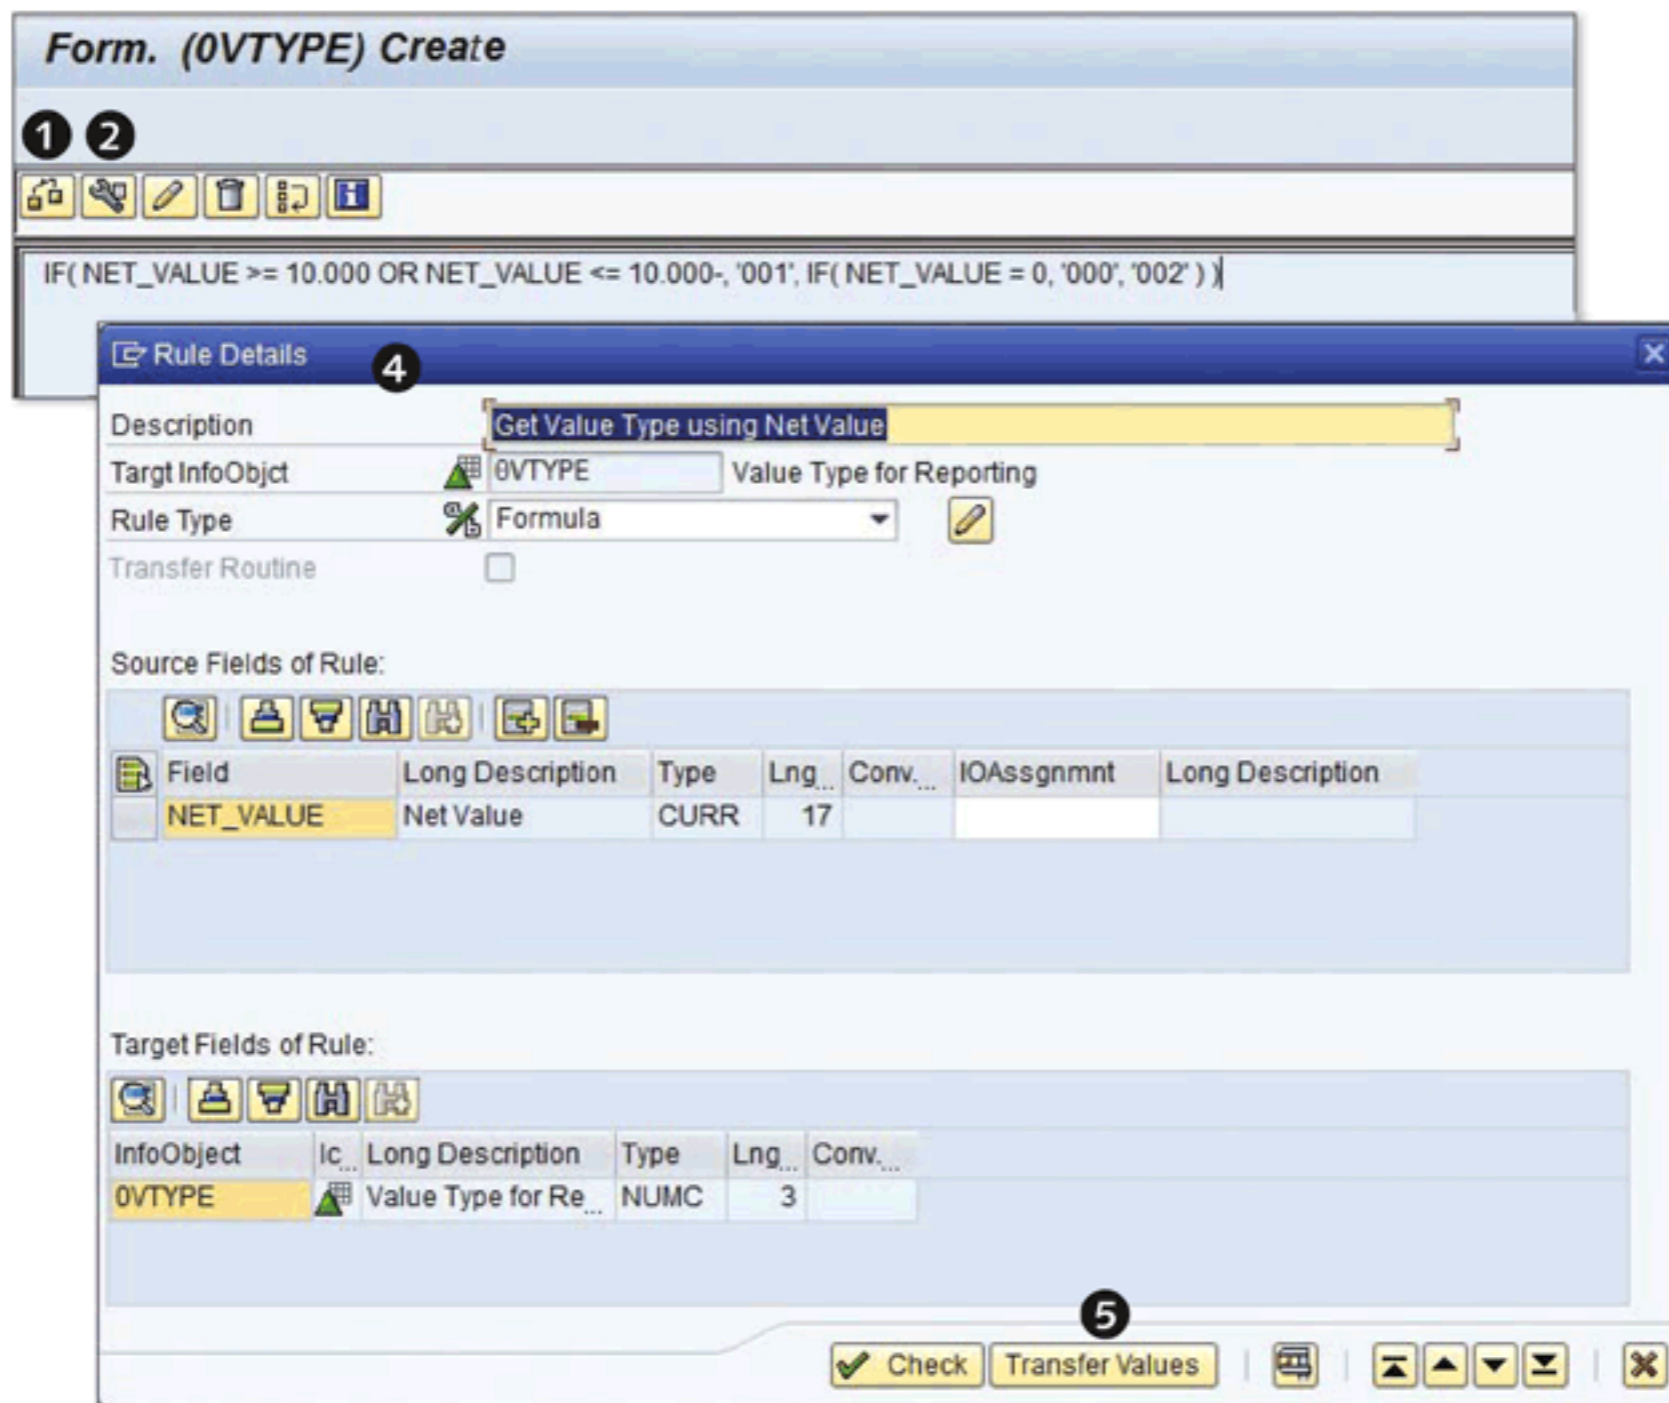 Form. (0VTYPE) Create
1 2
IF( NET_VALUE >= 10.000 OR NET_VALUE <= 10.000-, '001', IF( NET_VALUE = 0, '000', '002' ) )
Rule Details 4
Description Get Value Type using Net Value
Targt InfoObjct 0VTYPE Value Type for Reporting
Rule Type Formula
Transfer Routine
Source Fields of Rule:
Field Long Description Type Lng... Conv.... IOAssgnmnt Long Description
NET_VALUE Net Value CURR 17
Target Fields of Rule:
InfoObject Ic... Long Description Type Lng... Conv....
0VTYPE Value Type for Re... NUMC 3
5
Check Transfer Values